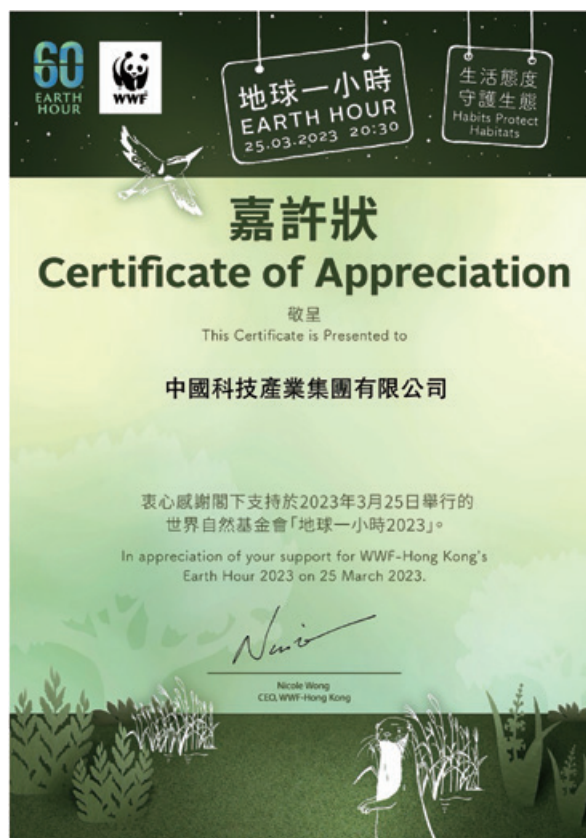 60
EARTH
HOUR
WWF
地球一小時
EARTH HOUR
25.03.2023 20:30
生活態度
守護生態
Habits Protect
Habitats
嘉許狀
Certificate of Appreciation
敬呈
This Certificate is Presented to
中國科技產業集團有限公司
衷心感謝閣下支持於2023年3月25日舉行的
世界自然基金會「地球一小時2023」。
In appreciation of your support for WWF-Hong Kong's
Earth Hour 2023 on 25 March 2023.
Nicole Wong
CEO, WWF-Hong Kong